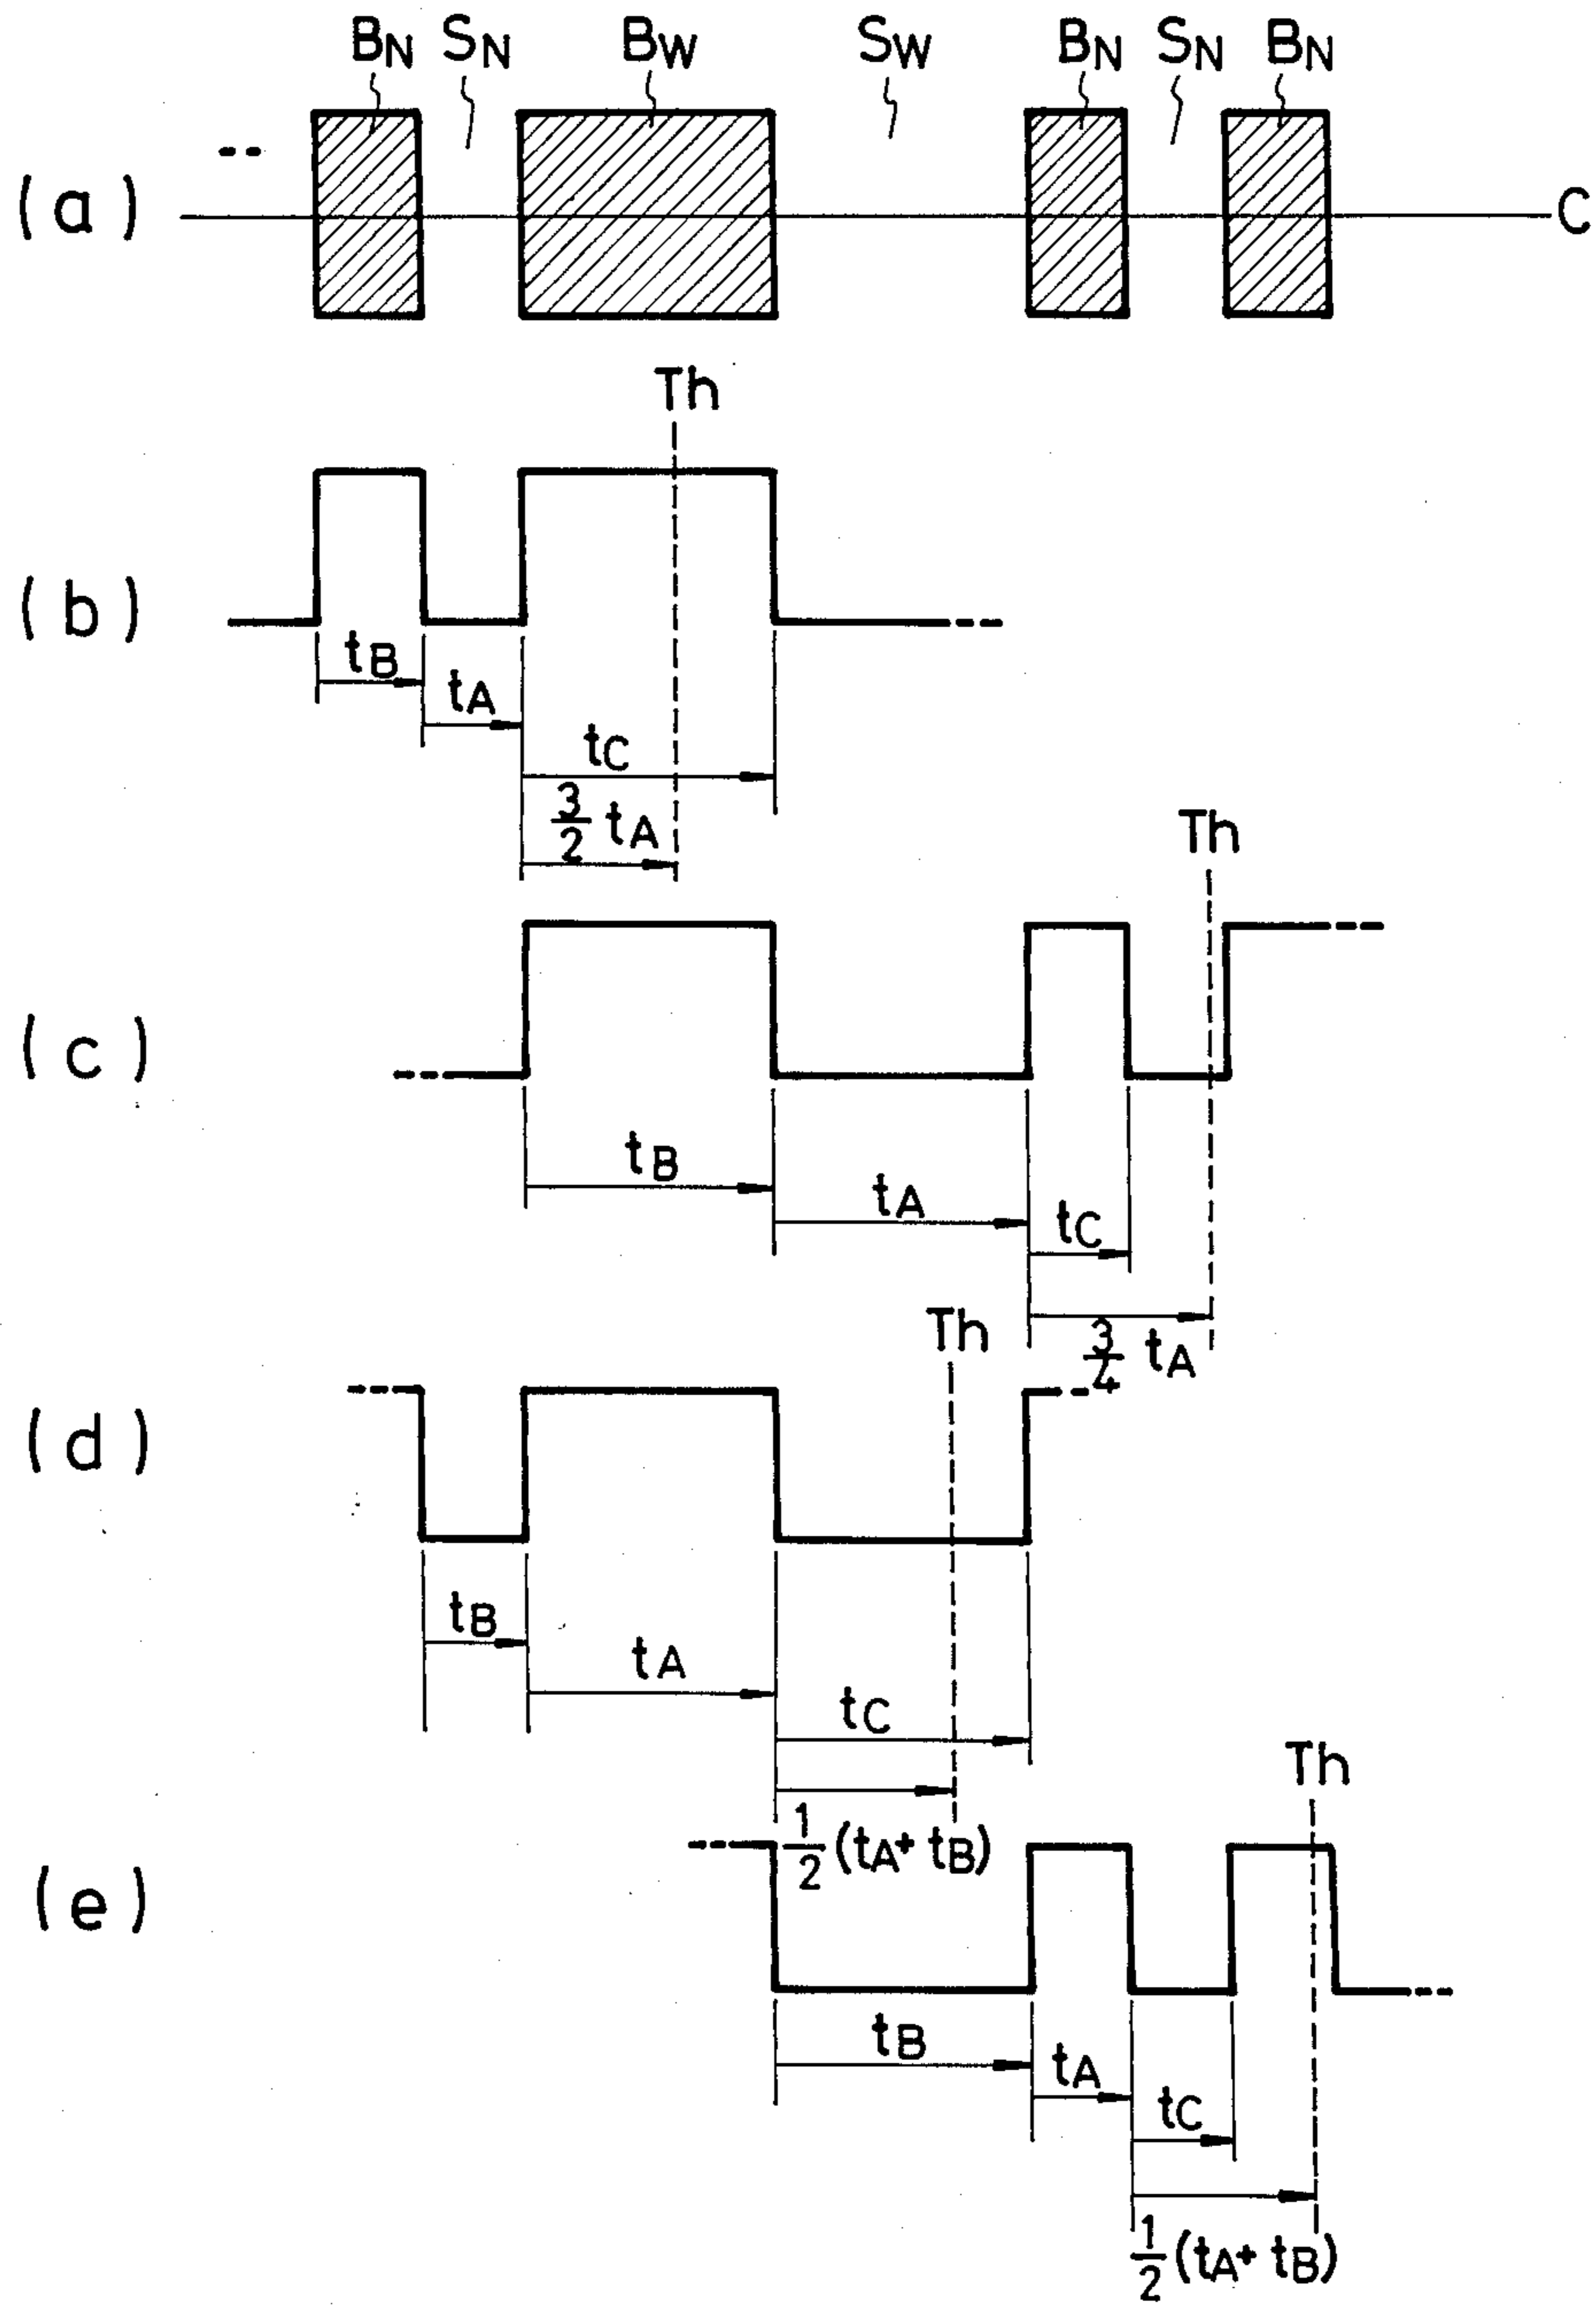 BN SN BW SW BN SN BN
(a) C
Th
(b)
tB
tA
tC
3/2 tA
Th
(c)
tB
tA
tC
3/4 tA
Th
(d)
tB
tA
tC
1/2 (tA+ tB)
Th
(e)
tB
tA
tC
1/2 (tA+ tB)